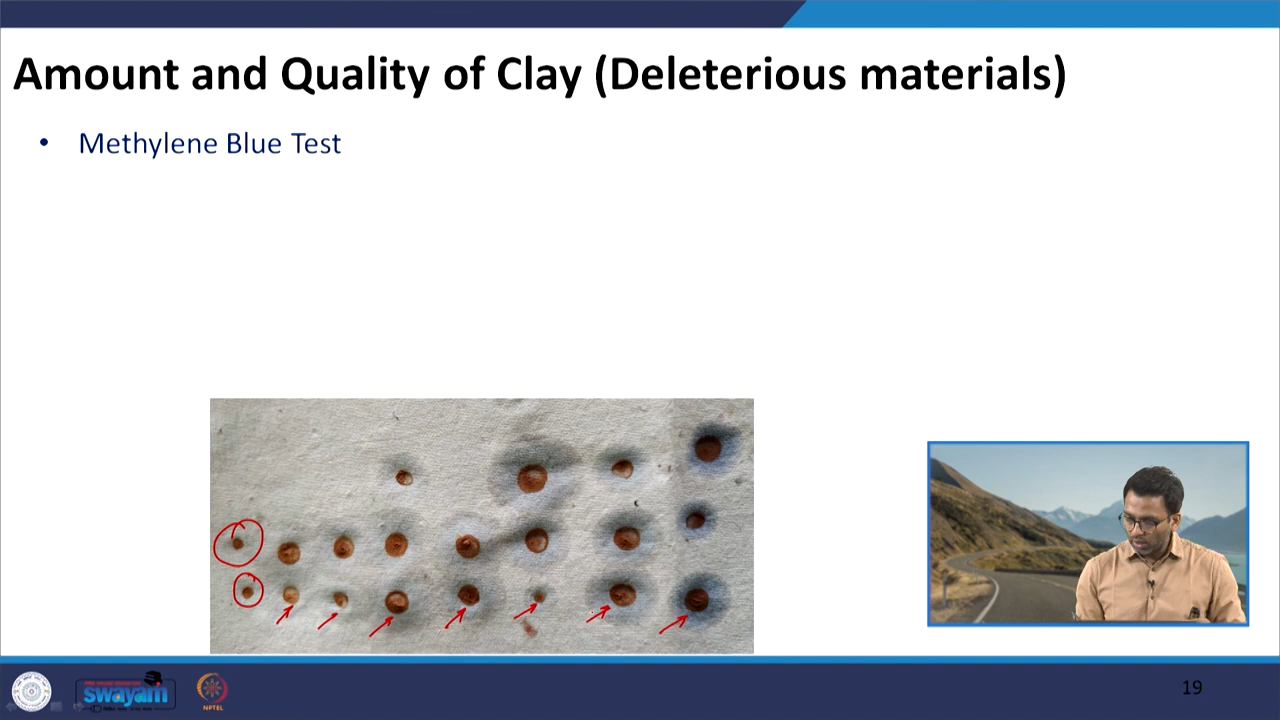 Amount and Quality of Clay (Deleterious materials)
• Methylene Blue Test
swayam
NPTEL
19